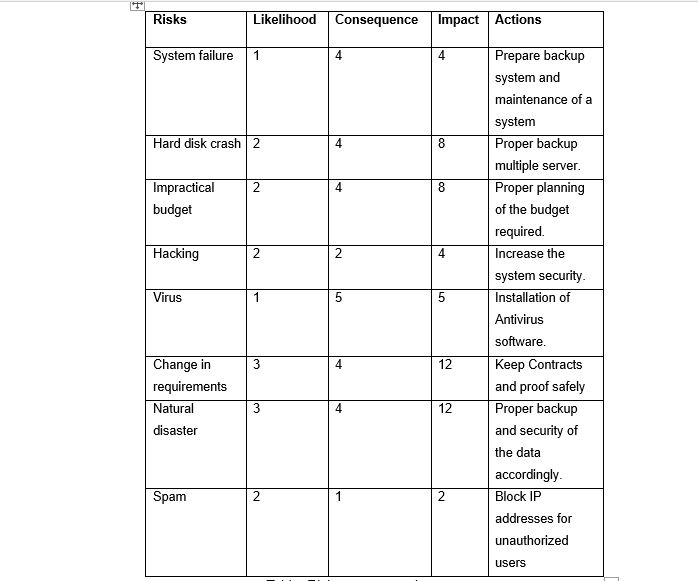 Risks Likelihood Consequence Impact Actions
System failure 1 4 4 Prepare backup
system and
maintenance of a
system
Hard disk crash 2 4 8 Proper backup
multiple server.
Impractical 2 4 8 Proper planning
budget of the budget
required.
Hacking 2 2 4 Increase the
system security.
Virus 1 5 5 Installation of
Antivirus
software.
Change in 3 4 12 Keep Contracts
requirements and proof safely
Natural 3 4 12 Proper backup
disaster and security of
the data
accordingly.
Spam 2 1 2 Block IP
addresses for
unauthorized
users